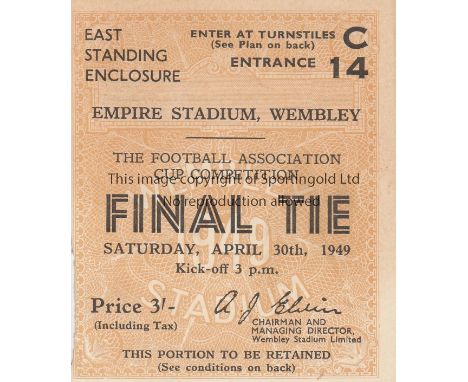 EAST
STANDING
ENCLOSURE
ENTER AT TURNSTILES C
(See Plan on back)
ENTRANCE 14
EMPIRE STADIUM, WEMBLEY
THE FOOTBALL ASSOCIATION
CUP COMPETITION
This image copyright of Sportingold Ltd
No reproduction allowed
FINAL TIE
SATURDAY, APRIL 30th, 1949
Kick-off 3 p.m.
1949
STADIUM
Price 3/-
(Including Tax)
A J Elvin
CHAIRMAN AND
MANAGING DIRECTOR,
Wembley Stadium Limited
THIS PORTION TO BE RETAINED
(See conditions on back)